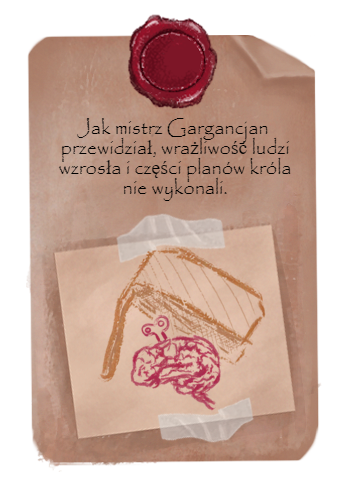 Jak mistrz Gargancjan
przewidział, wrażliwość ludzi
wzrosła i części planów króla
nie wykonali.